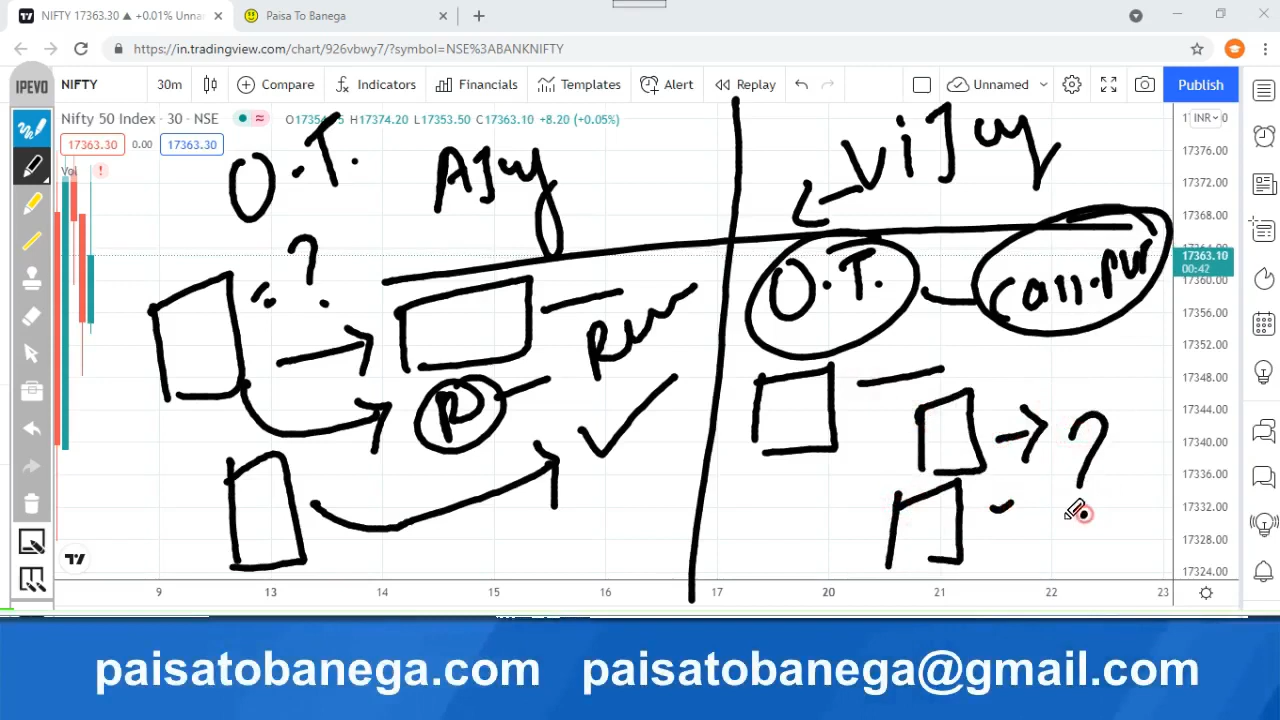 NIFTY 17363.30 ▲ +0.01% Unna
Paisa To Banega
https://in.tradingview.com/chart/926vbwy7/?symbol=NSE%3ABANKNIFTY
IPEVO
NIFTY 30m Compare Indicators Financials Templates Alert Replay Unnamed Publish
Nifty 50 Index · 30 · NSE H17374.20 L17353.50 C17363.10 +8.20 (+0.05%)
17363.30 0.00 17363.30
Vol
INR
17376.00
17372.00
17368.00
17363.10
00:42
17360.00
17356.00
17352.00
17348.00
17344.00
17340.00
17336.00
17332.00
17328.00
17324.00
O.T. AJay
ViJay
?
O.T. Call.Pur
P
?
9 13 14 15 16 17 20 21 22 23
paisatobanega.com paisatobanega@gmail.com